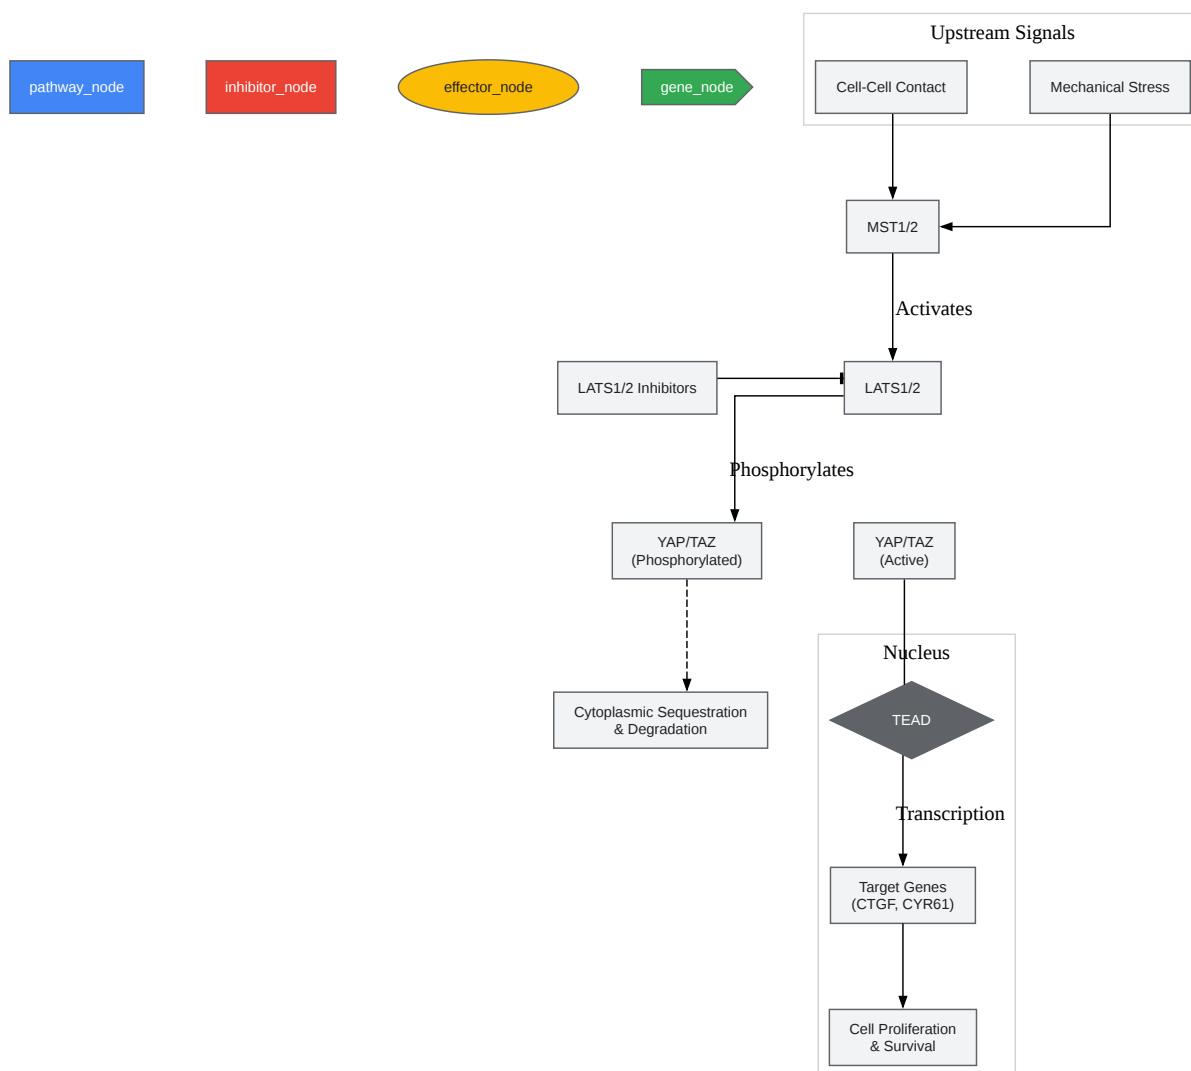 Upstream Signals
pathway_node
inhibitor_node
effector_node
gene_node
Cell-Cell Contact
Mechanical Stress
MST1/2
Activates
LATS1/2 Inhibitors
LATS1/2
Phosphorylates
YAP/TAZ
(Phosphorylated)
YAP/TAZ
(Active)
Nucleus
Cytoplasmic Sequestration
& Degradation
TEAD
Transcription
Target Genes
(CTGF, CYR61)
Cell Proliferation
& Survival